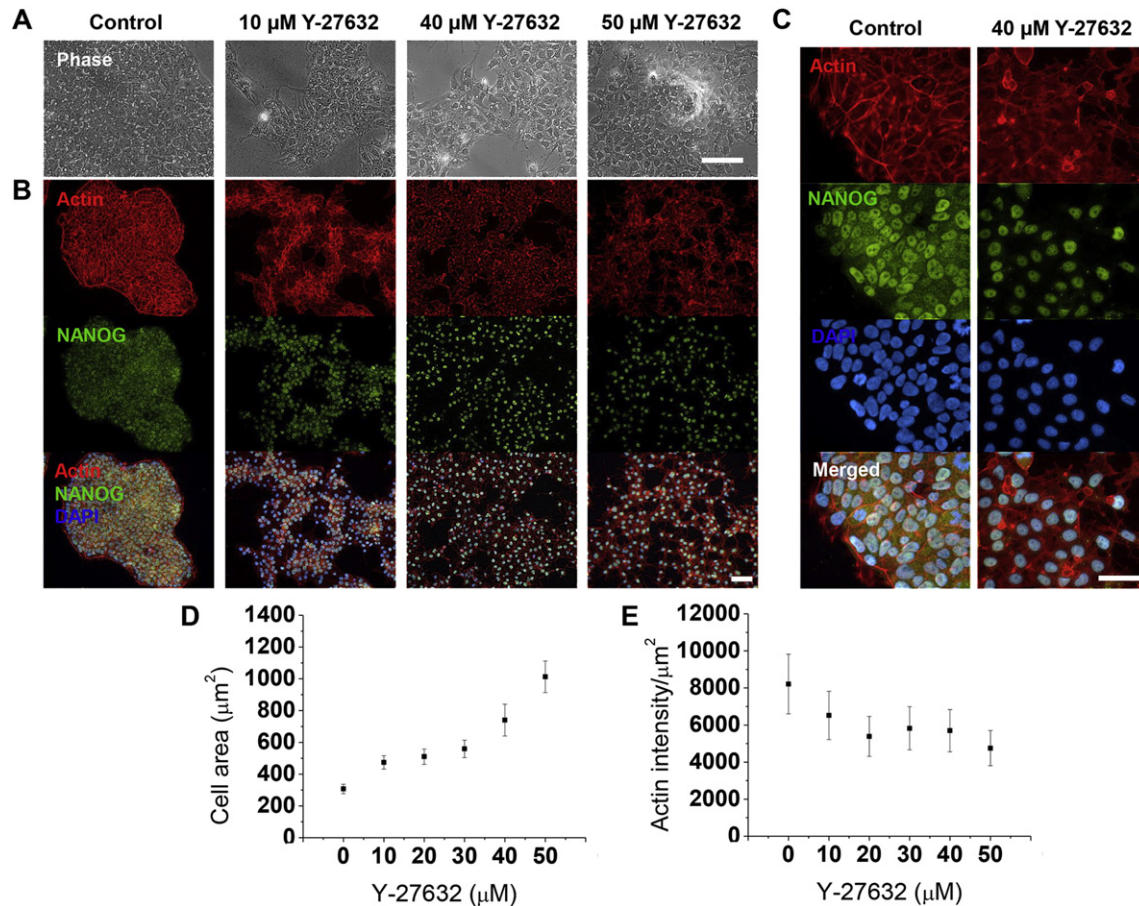 A
Control
10 µM Y-27632
40 µM Y-27632
50 µM Y-27632
Phase
B
Actin
NANOG
Actin
NANOG
DAPI
C
Control
40 µM Y-27632
Actin
NANOG
DAPI
Merged
D
Cell area (µm²)
1400
1200
1000
800
600
400
200
0
0 10 20 30 40 50
Y-27632 (µM)
E
Actin intensity/µm²
12000
10000
8000
6000
4000
2000
0
0 10 20 30 40 50
Y-27632 (µM)